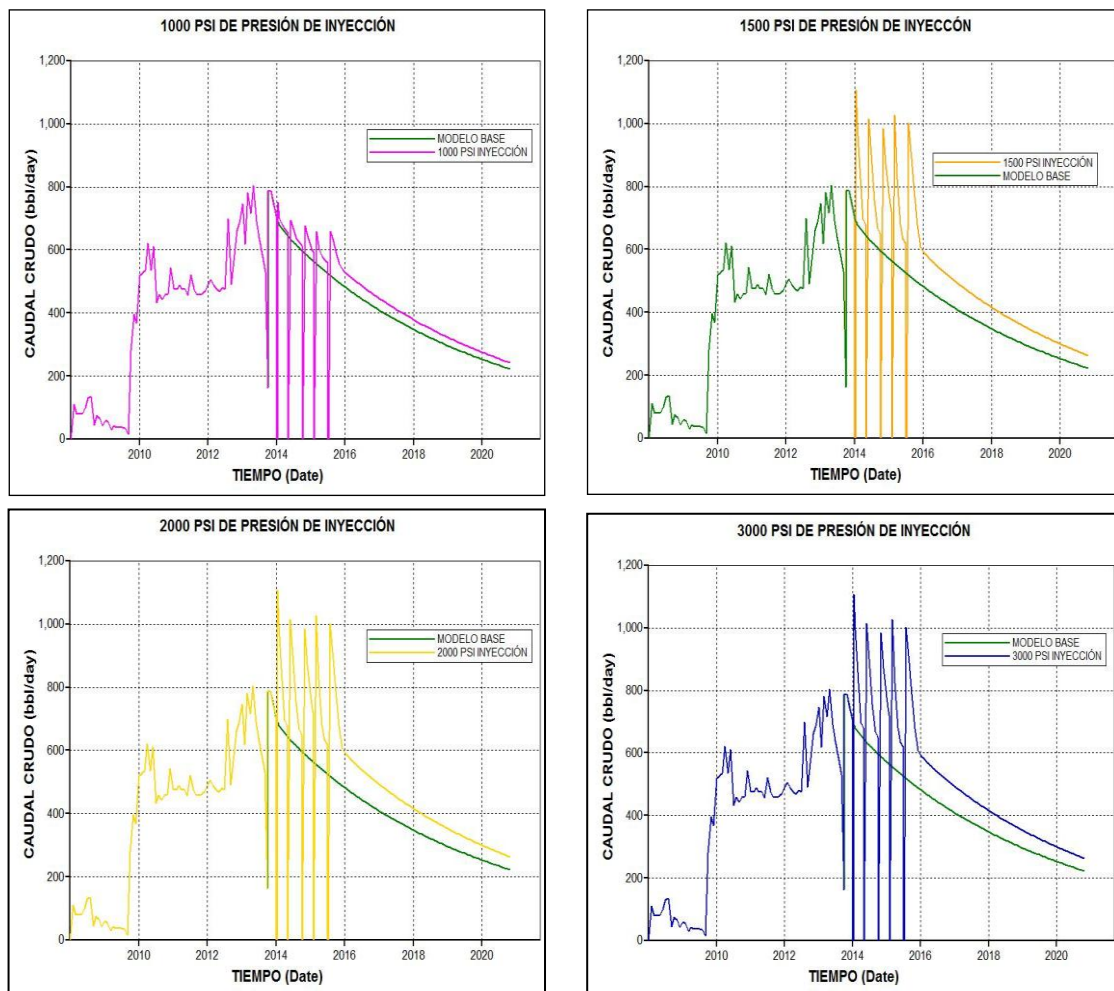 1000 PSI DE PRESIÓN DE INYECCIÓN
CAUDAL CRUDO (bbl/day)
1,200
1,000
800
600
400
200
0
MODELO BASE
1000 PSI INYECCIÓN
2010 2012 2014 2016 2018 2020
TIEMPO (Date)
1500 PSI DE PRESIÓN DE INYECCÓN
CAUDAL CRUDO (bbl/day)
1,200
1,000
800
600
400
200
0
1500 PSI INYECCIÓN
MODELO BASE
2010 2012 2014 2016 2018 2020
TIEMPO (Date)
2000 PSI DE PRESIÓN DE INYECCIÓN
CAUDAL CRUDO (bbl/day)
1,200
1,000
800
600
400
200
0
MODELO BASE
2000 PSI INYECCIÓN
2010 2012 2014 2016 2018 2020
TIEMPO (Date)
3000 PSI DE PRESIÓN DE INYECCIÓN
CAUDAL CRUDO (bbl/day)
1,200
1,000
800
600
400
200
0
MODELO BASE
3000 PSI INYECCIÓN
2010 2012 2014 2016 2018 2020
TIEMPO (Date)